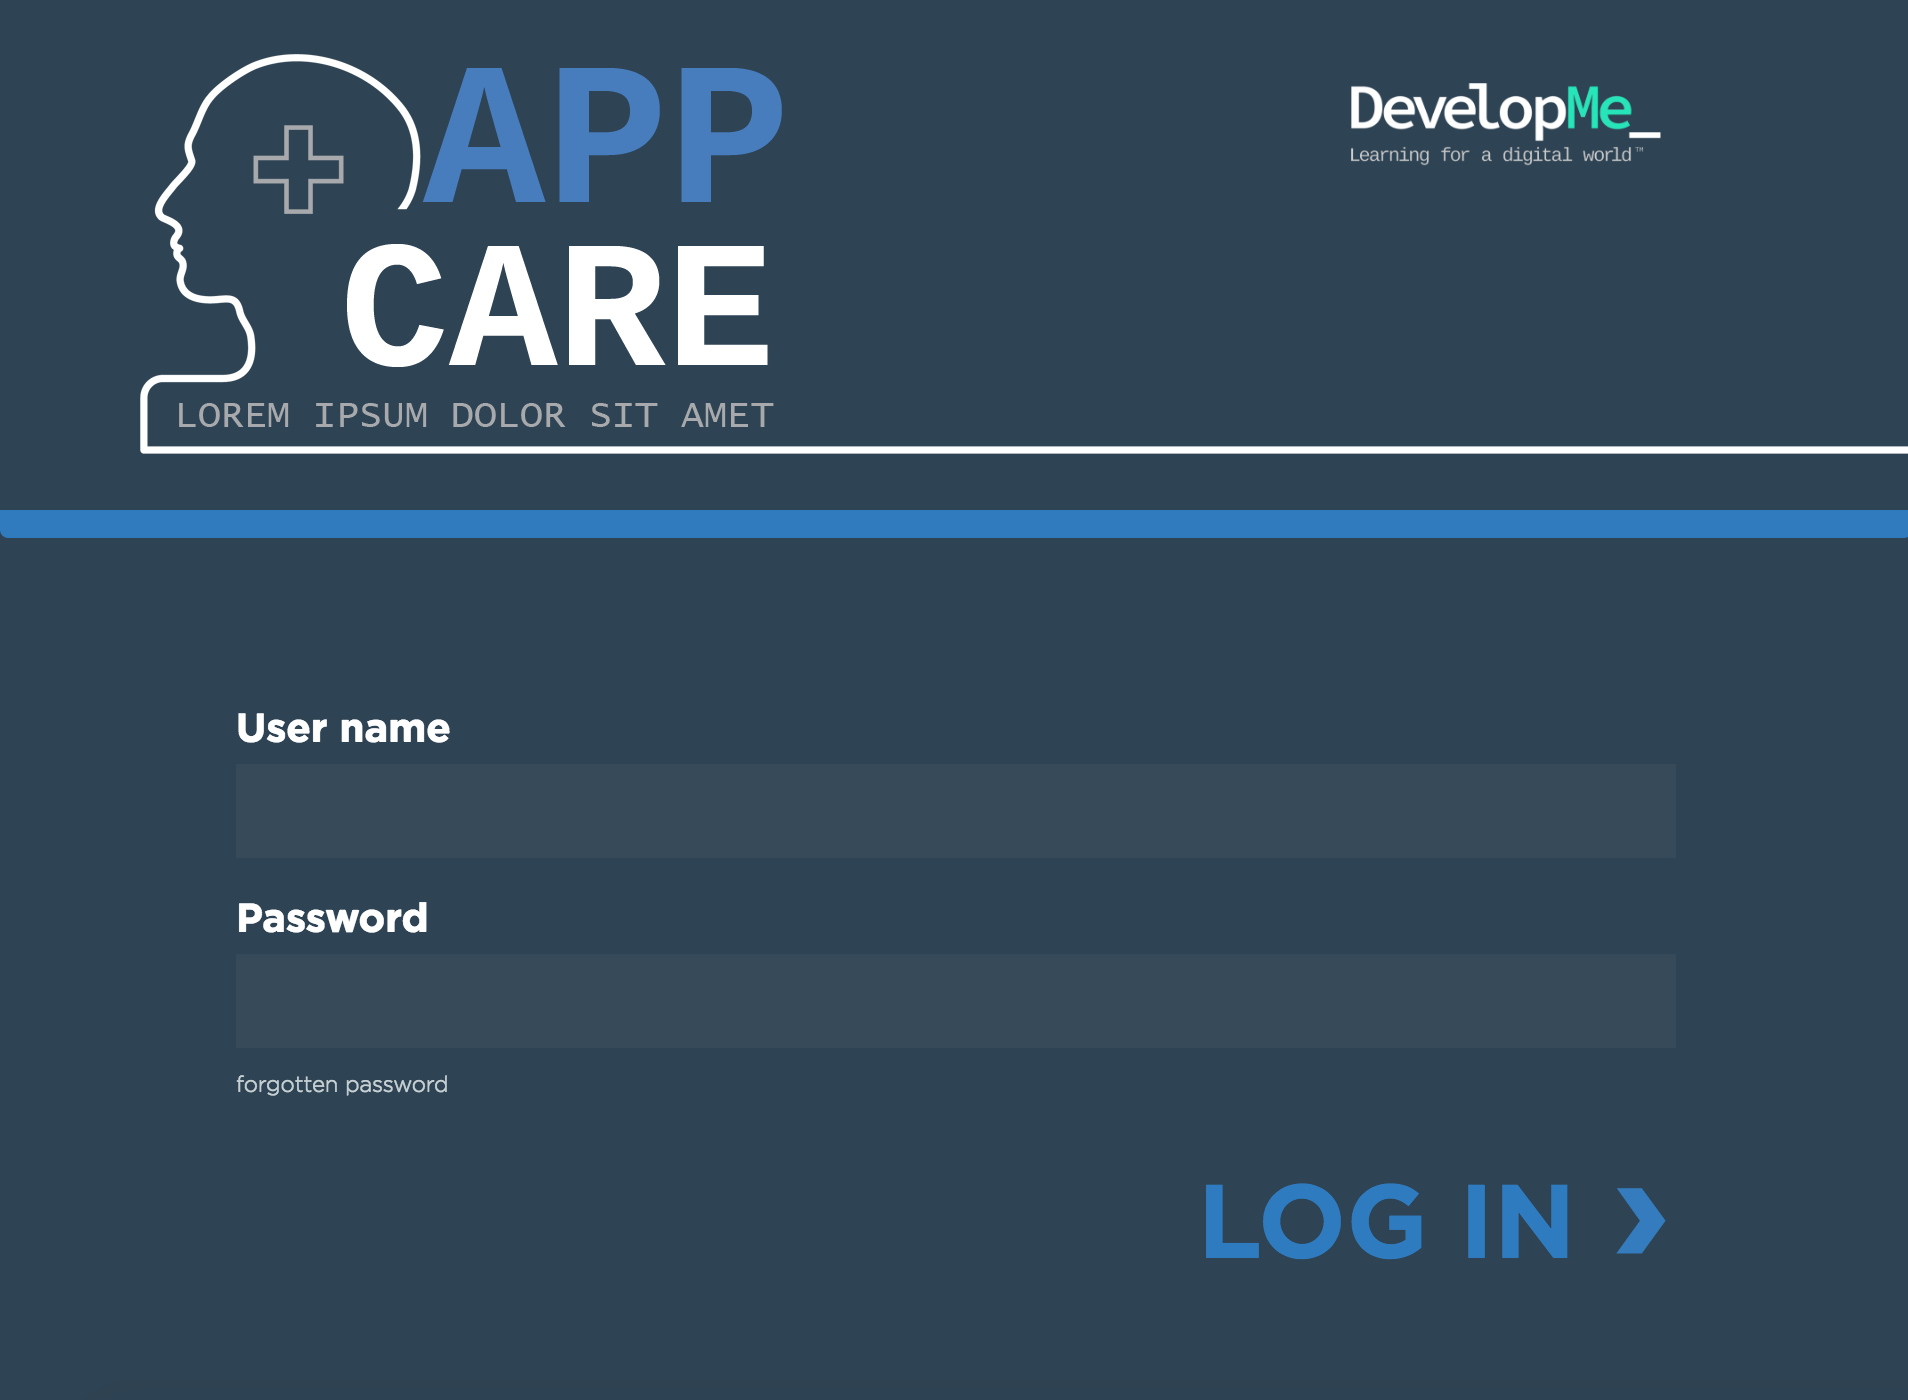 APP
CARE
LOREM IPSUM DOLOR SIT AMET
DevelopMe_
Learning for a digital world™
User name
Password
forgotten password
LOG IN